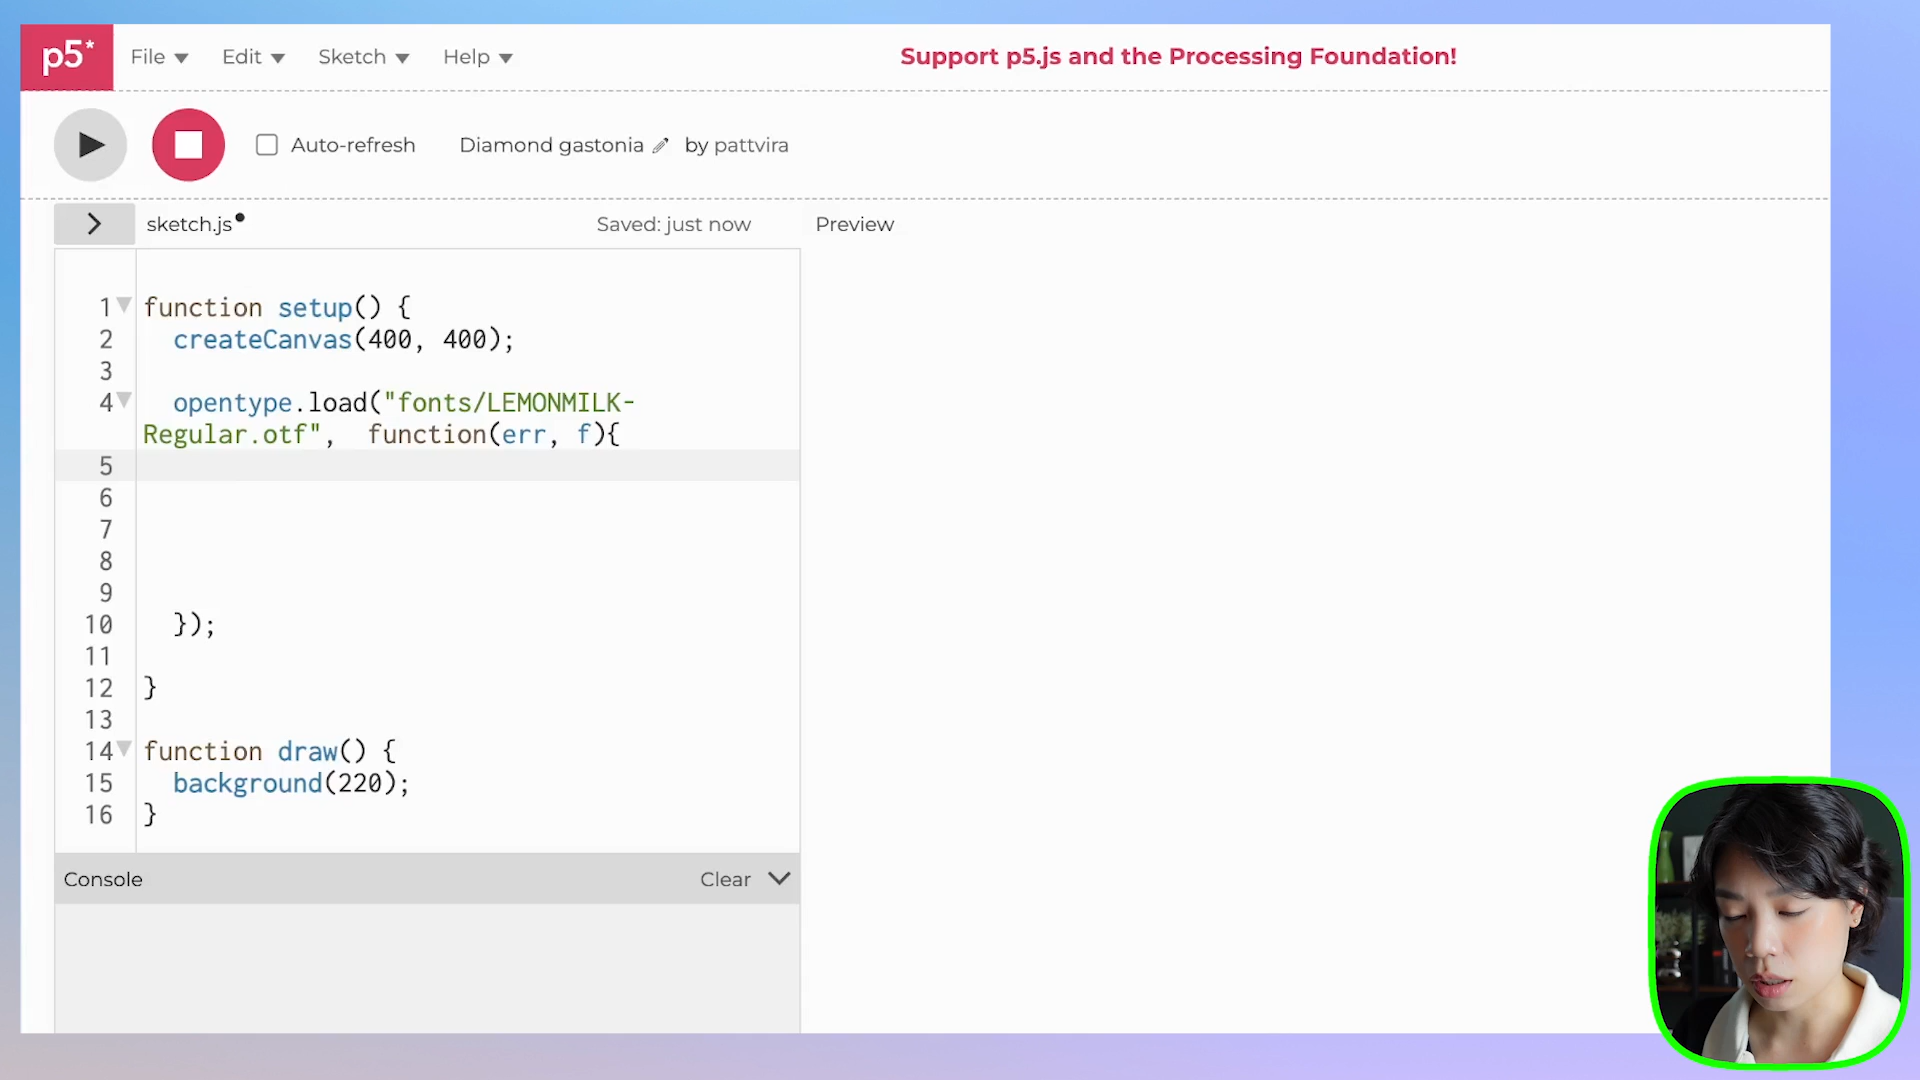 p5* File Edit Sketch Help Support p5.js and the Processing Foundation!
Auto-refresh Diamond gastonia by pattvira
sketch.js Saved: just now Preview
1 function setup() {
2 createCanvas(400, 400);
3
4 opentype.load("fonts/LEMONMILK-
Regular.otf", function(err, f){
5
6
7
8
9
10 });
11
12 }
13
14 function draw() {
15 background(220);
16 }
Console Clear